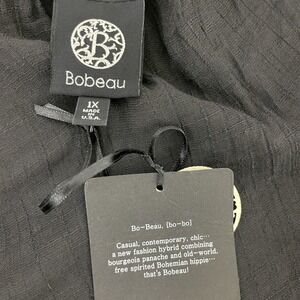 B
Bobeau
1X
MADE
IN
U.S.A.
Bo-Beau, {bo-bo}
Casual, contemporary, chic...
a new fashion hybrid combining
bourgeois panache and old-world,
free spirited Bohemian hippie...
that's Bobeau!